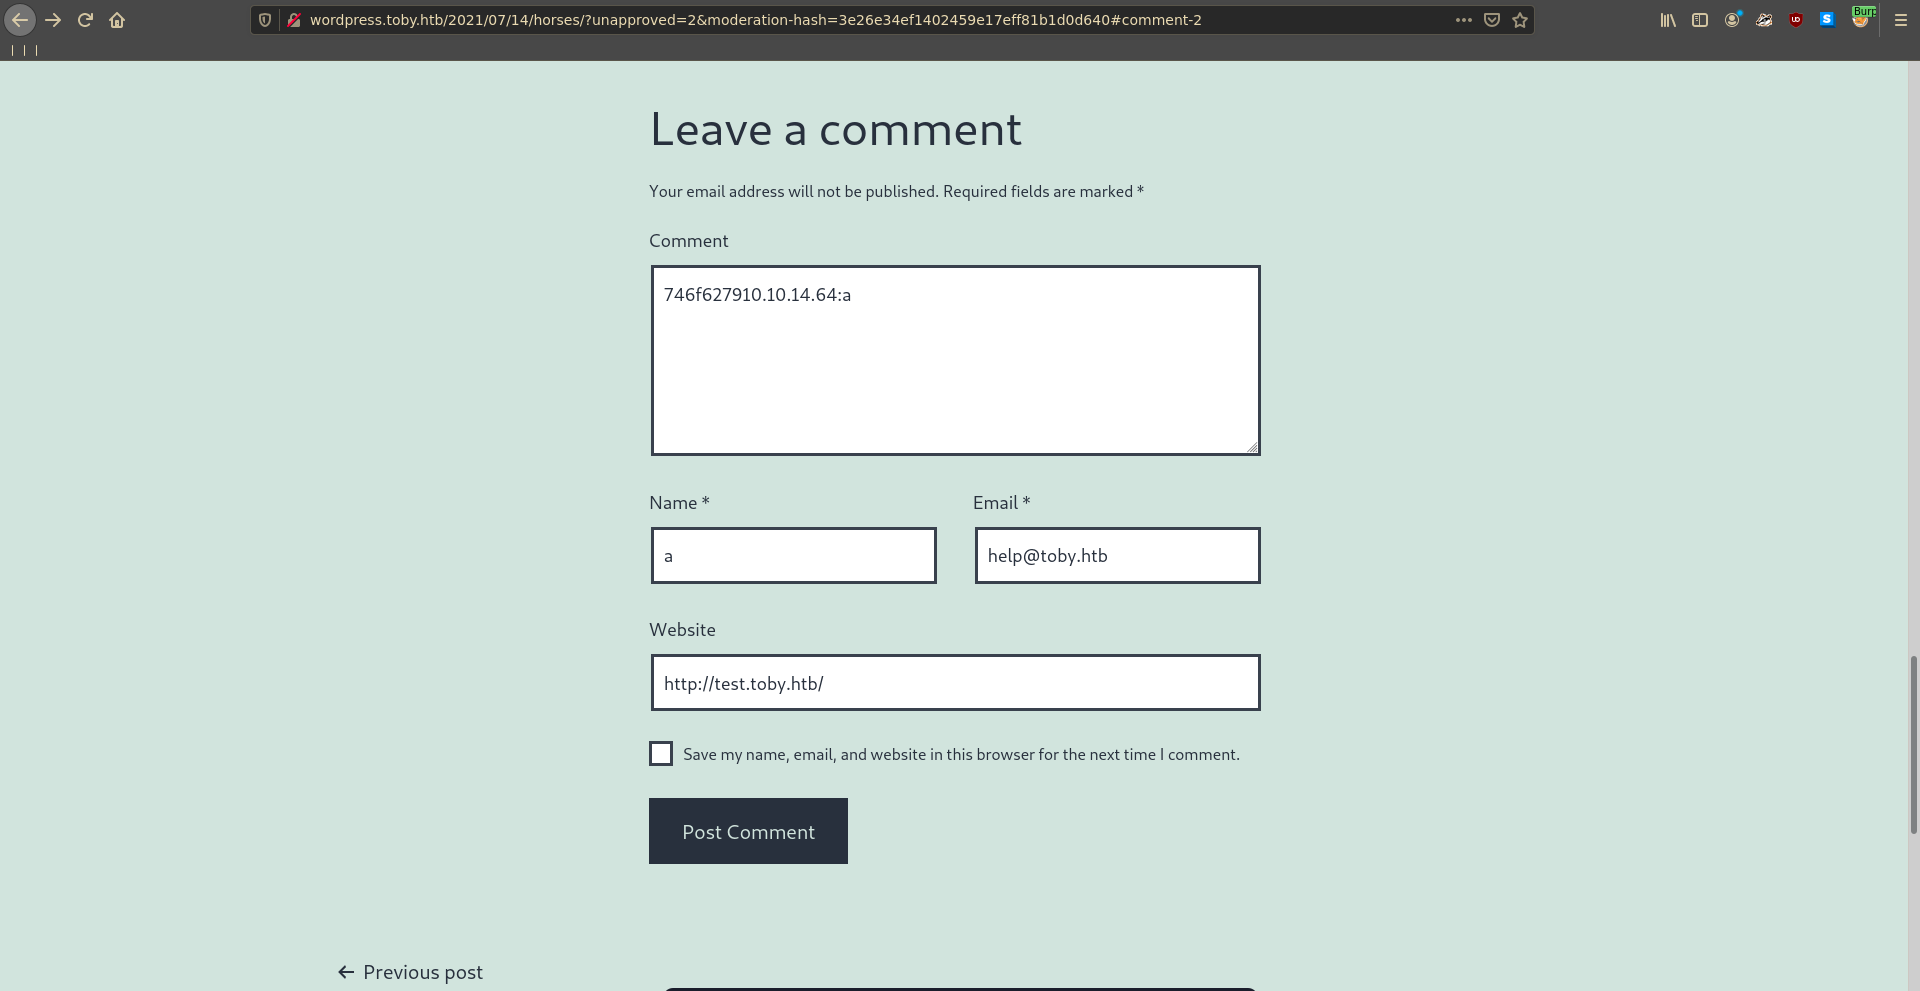 wordpress.toby.htb/2021/07/14/horses/?unapproved=2&moderation-hash=3e26e34ef1402459e17eff81b1d0d640#comment-2
Burp
Leave a comment
Your email address will not be published. Required fields are marked *
Comment
746f627910.10.14.64:a
Name *
Email *
a
help@toby.htb
Website
http://test.toby.htb/
Save my name, email, and website in this browser for the next time I comment.
Post Comment
← Previous post